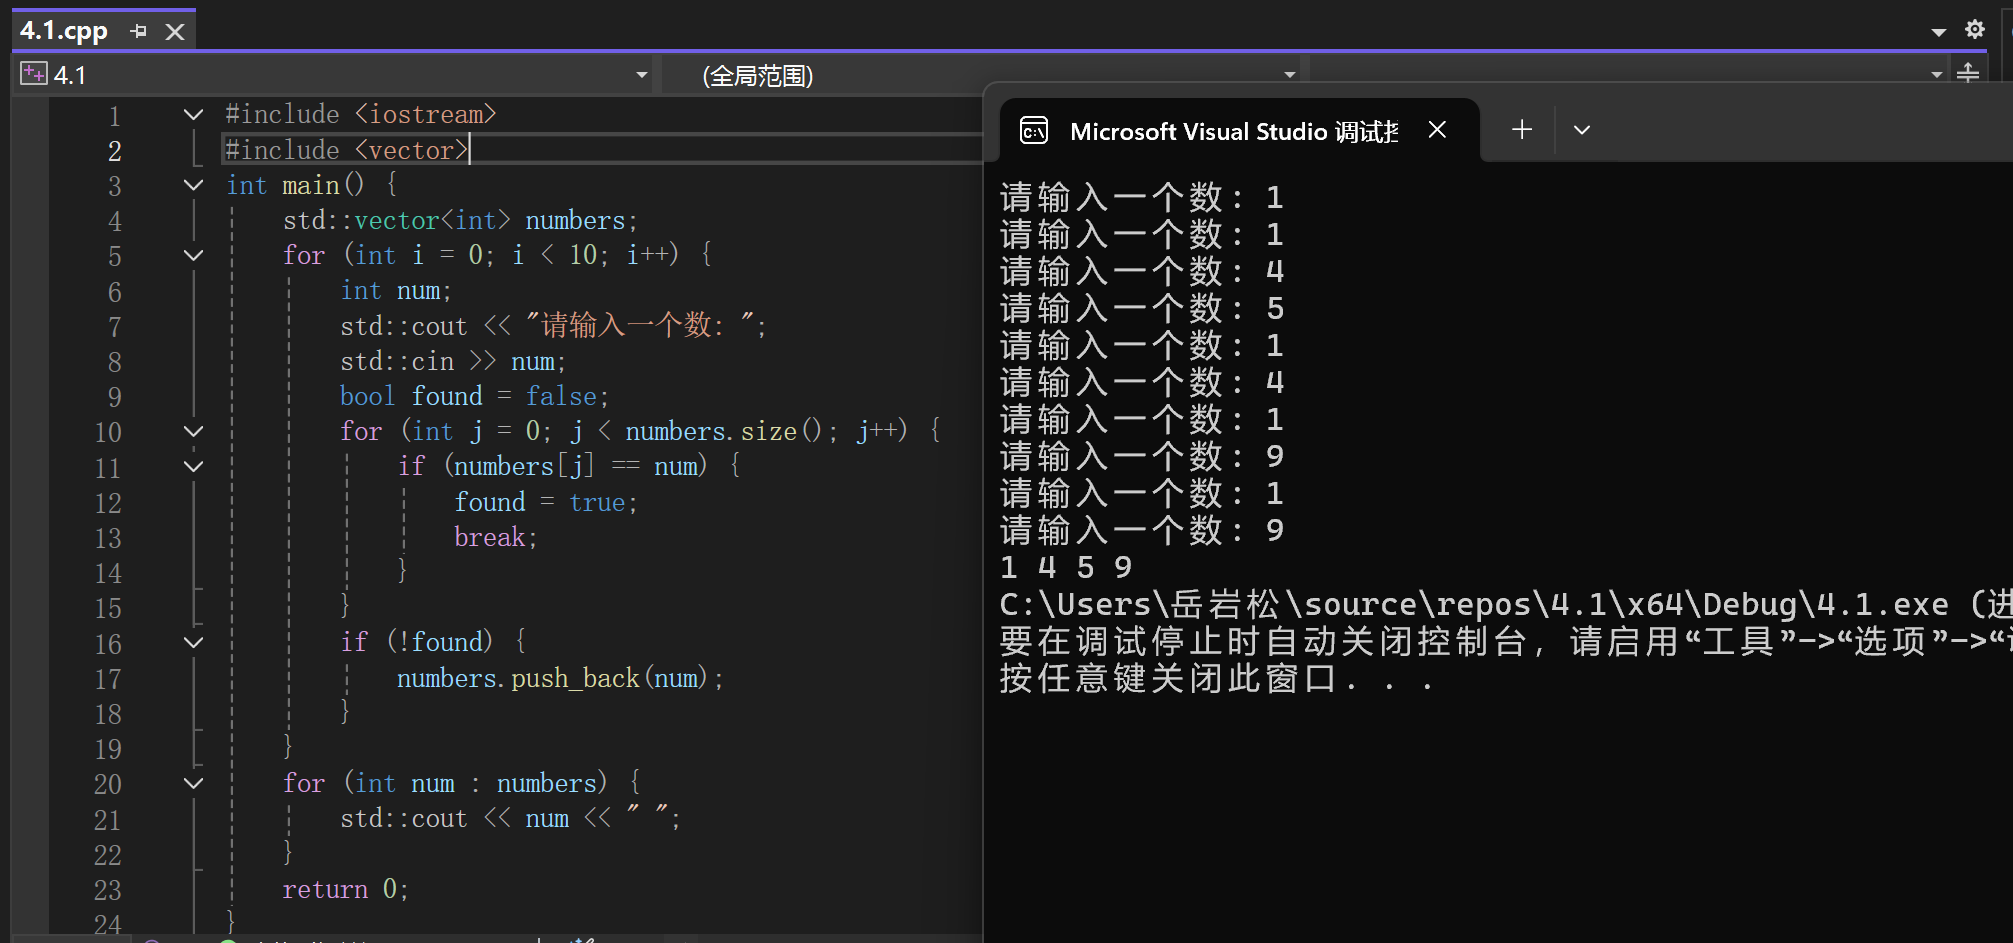 4.1.cpp
4.1
(全局范围)
1 #include <iostream>
2 #include <vector>
3 int main() {
4 std::vector<int> numbers;
5 for (int i = 0; i < 10; i++) {
6 int num;
7 std::cout << "请输入一个数: ";
8 std::cin >> num;
9 bool found = false;
10 for (int j = 0; j < numbers.size(); j++) {
11 if (numbers[j] == num) {
12 found = true;
13 break;
14 }
15 }
16 if (!found) {
17 numbers.push_back(num);
18 }
19 }
20 for (int num : numbers) {
21 std::cout << num << " ";
22 }
23 return 0;
24 }
Microsoft Visual Studio 调试控
请输入一个数: 1
请输入一个数: 1
请输入一个数: 4
请输入一个数: 5
请输入一个数: 1
请输入一个数: 4
请输入一个数: 1
请输入一个数: 9
请输入一个数: 1
请输入一个数: 9
1 4 5 9
C:\Users\岳岩松\source\repos\4.1\x64\Debug\4.1.exe (进
要在调试停止时自动关闭控制台，请启用“工具”->“选项”->“
按任意键关闭此窗口. . .